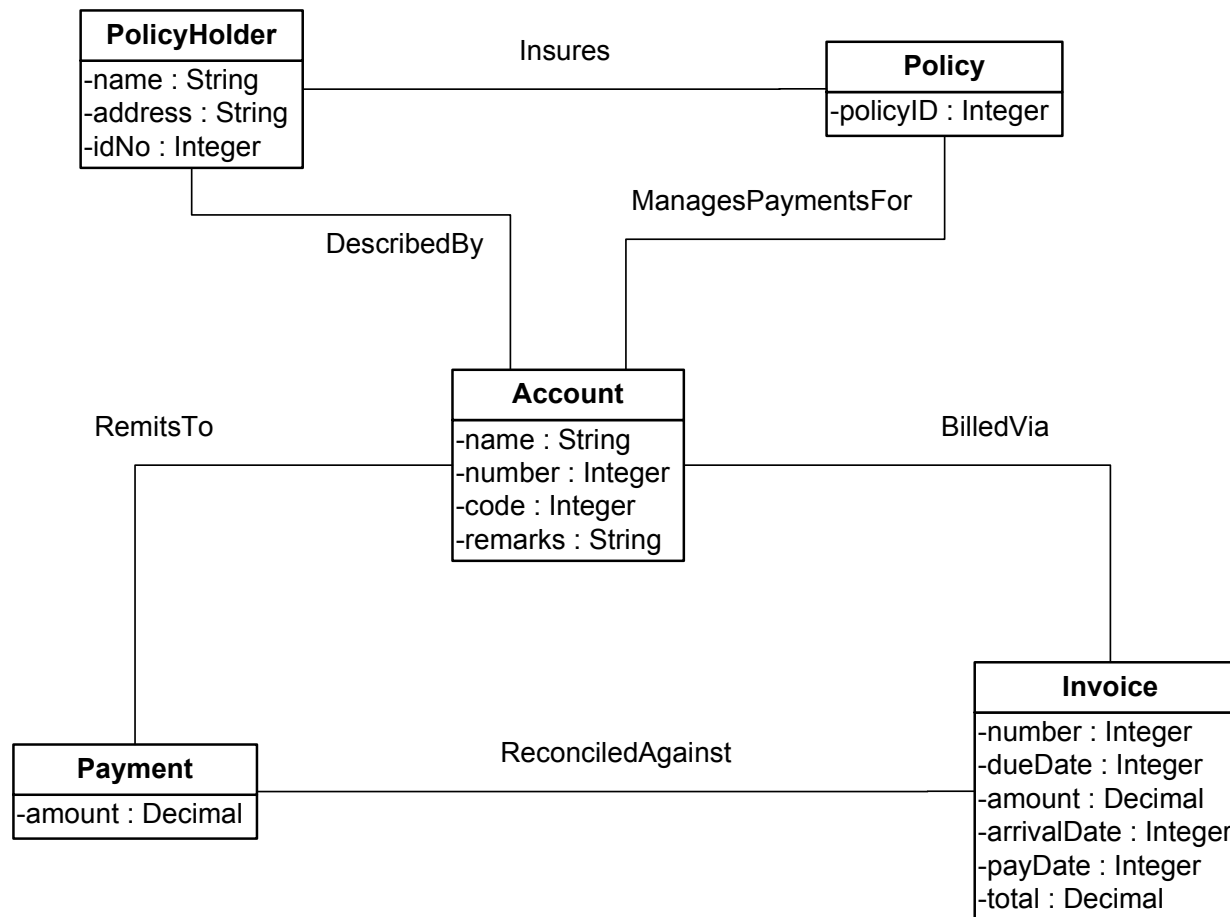 PolicyHolder
-name : String
-address : String
-idNo : Integer
Insures
Policy
-policyID : Integer
DescribedBy
ManagesPaymentsFor
Account
-name : String
-number : Integer
-code : Integer
-remarks : String
RemitsTo
BilledVia
Payment
-amount : Decimal
ReconciledAgainst
Invoice
-number : Integer
-dueDate : Integer
-amount : Decimal
-arrivalDate : Integer
-payDate : Integer
-total : Decimal